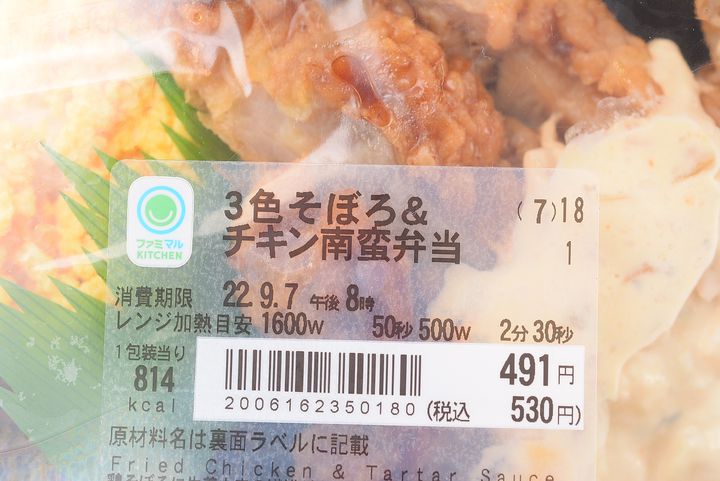 3色そぼろ& (7)18
チキン南蛮弁当 1
ファミマル
KITCHEN
消費期限 22.9.7 午後8時
レンジ加熱目安 1600W 50秒 500W 2分30秒
1包装当り
814
kcal
491円
2006162350180 (税込 530円)
原材料名は裏面ラベルに記載
Fried Chicken & Tartar Sauce